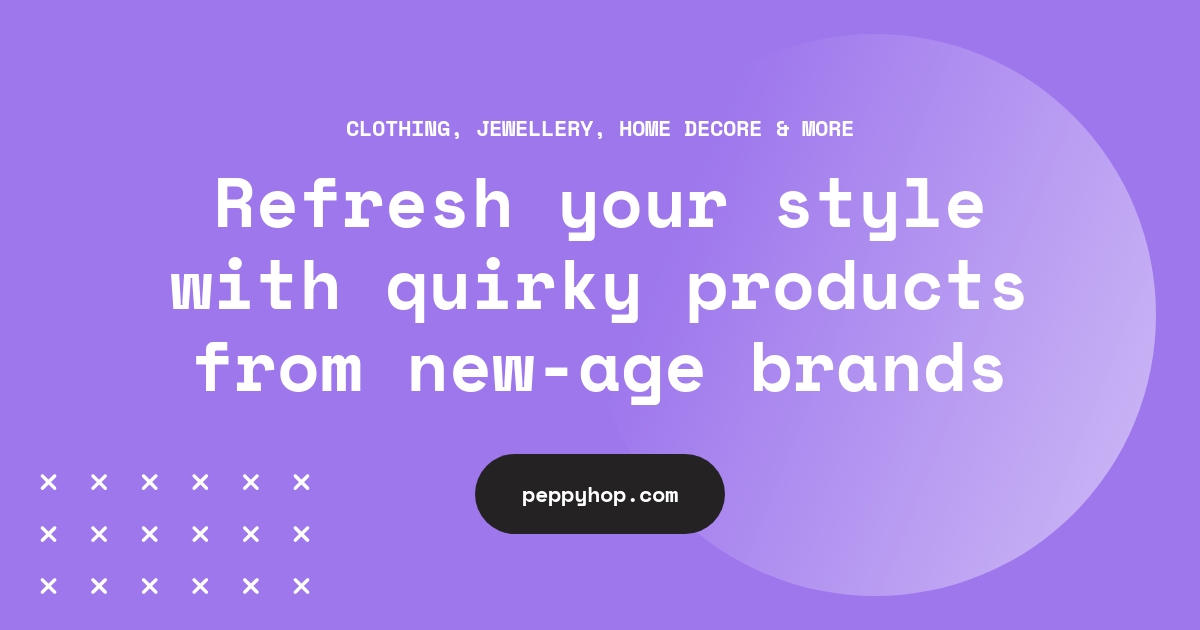 CLOTHING, JEWELLERY, HOME DECORE & MORE
Refresh your style
with quirky products
from new-age brands
peppyhop.com